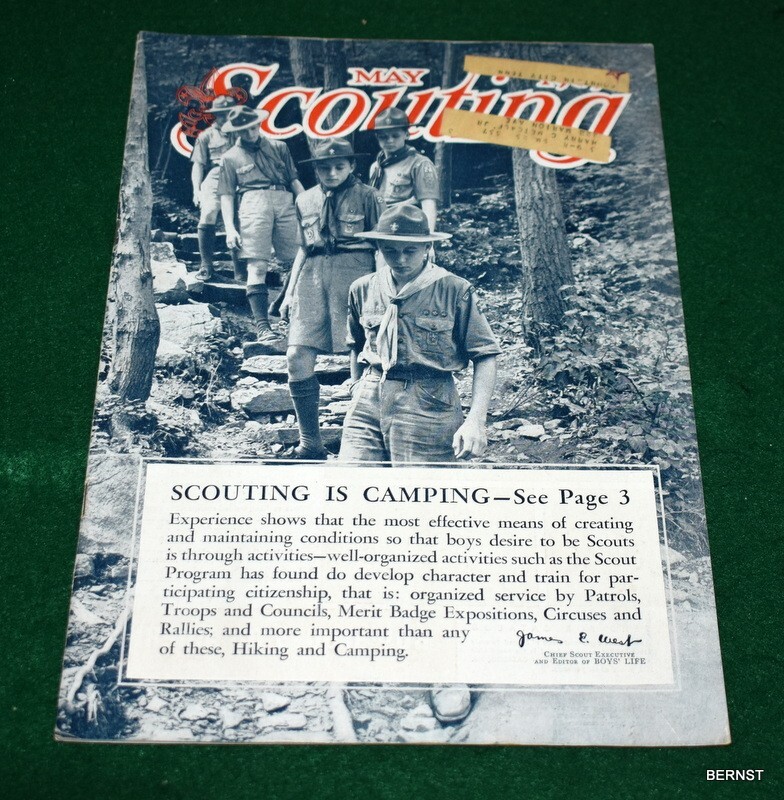 MAY
Scouting
SCOUTING IS CAMPING—See Page 3
Experience shows that the most effective means of creating
and maintaining conditions so that boys desire to be Scouts
is through activities—well-organized activities such as the Scout
Program has found do develop character and train for par-
ticipating citizenship, that is: organized service by Patrols,
Troops and Councils, Merit Badge Expositions, Circuses and
Rallies; and more important than any
of these, Hiking and Camping.
James E. West
CHIEF SCOUT EXECUTIVE
AND EDITOR OF BOYS' LIFE
BERNST